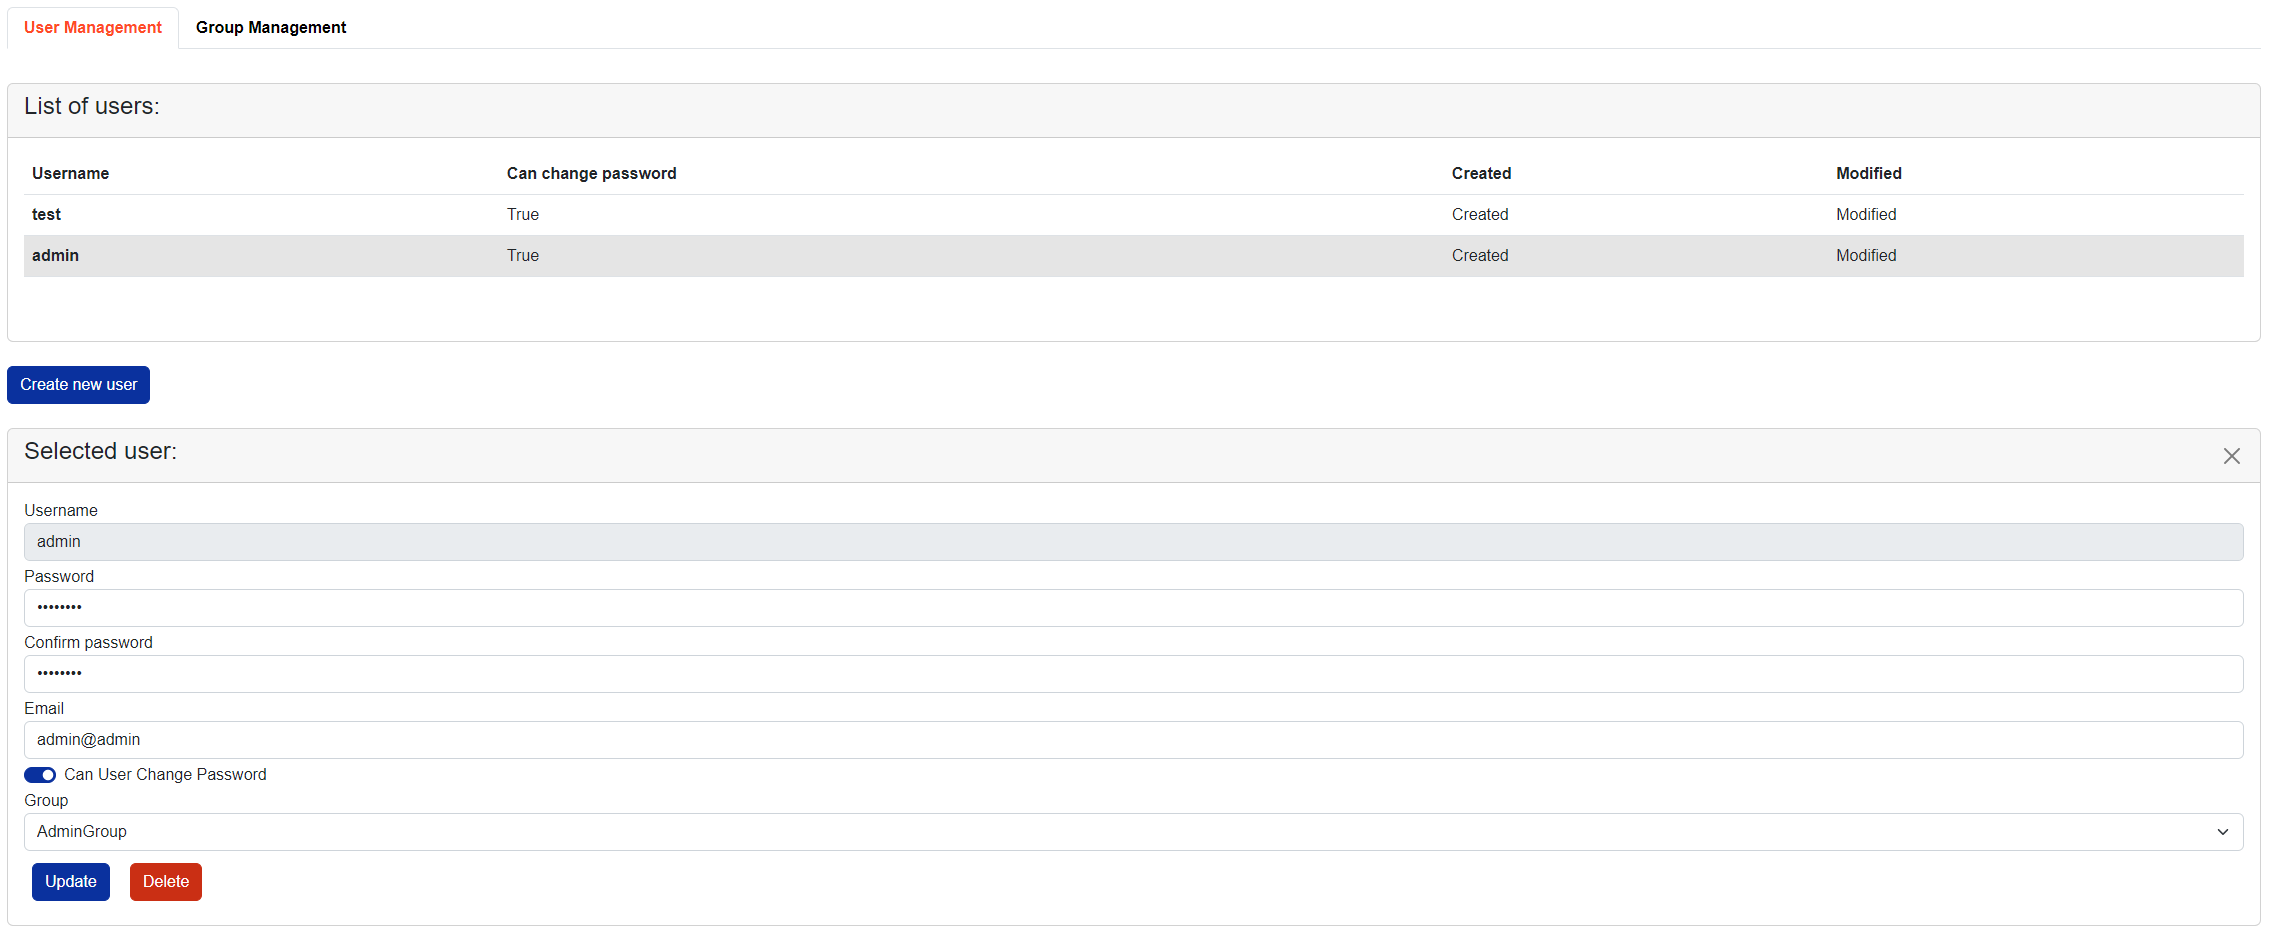 User Management Group Management
List of users:
Username Can change password Created Modified
test True Created Modified
admin True Created Modified
Create new user
Selected user:
Username
admin
Password
••••••••
Confirm password
••••••••
Email
admin@admin
Can User Change Password
Group
AdminGroup
Update Delete